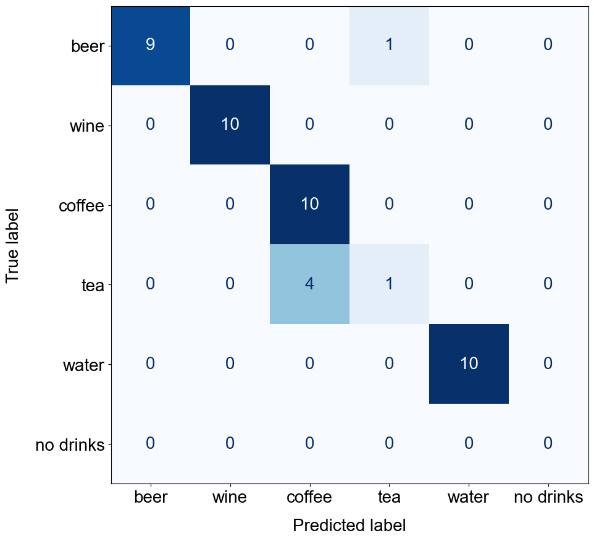 beer 9 0 0 1 0 0
wine 0 10 0 0 0 0
coffee 0 0 10 0 0 0
tea 0 0 4 1 0 0
water 0 0 0 0 10 0
no drinks 0 0 0 0 0 0
True label
beer wine coffee tea water no drinks
Predicted label